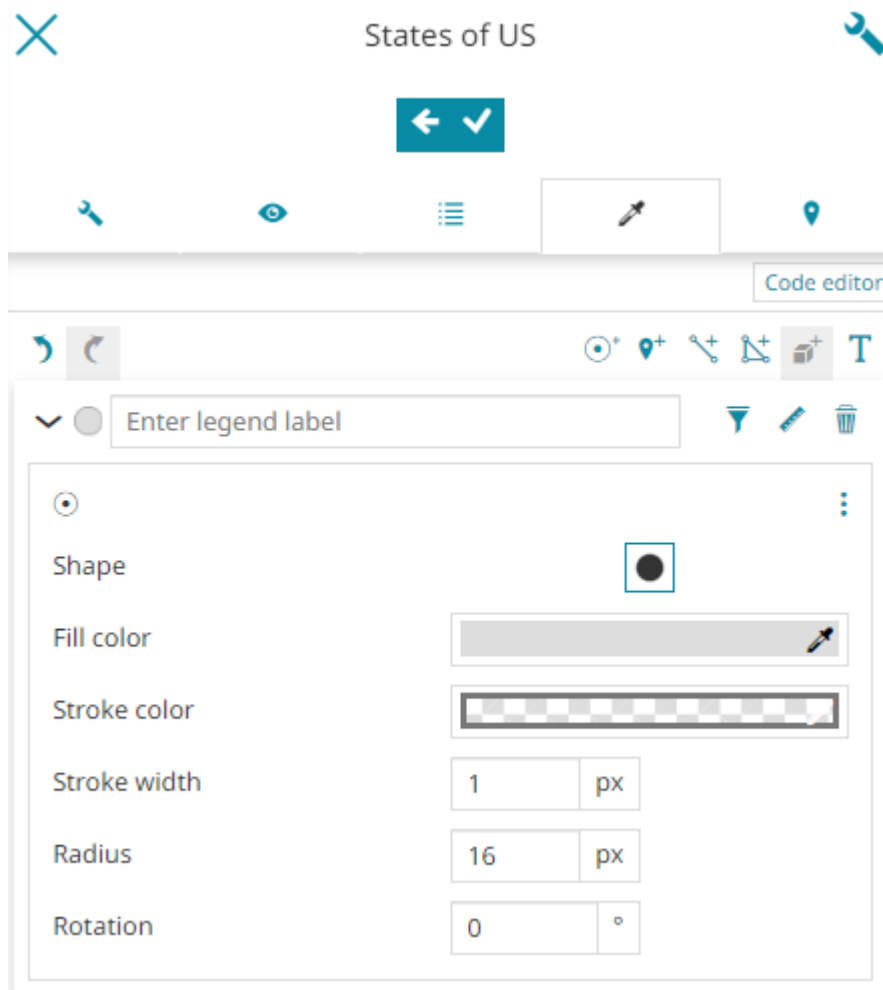 States of US
Code editor
T
Enter legend label
Shape
Fill color
Stroke color
Stroke width 1 px
Radius 16 px
Rotation 0 °